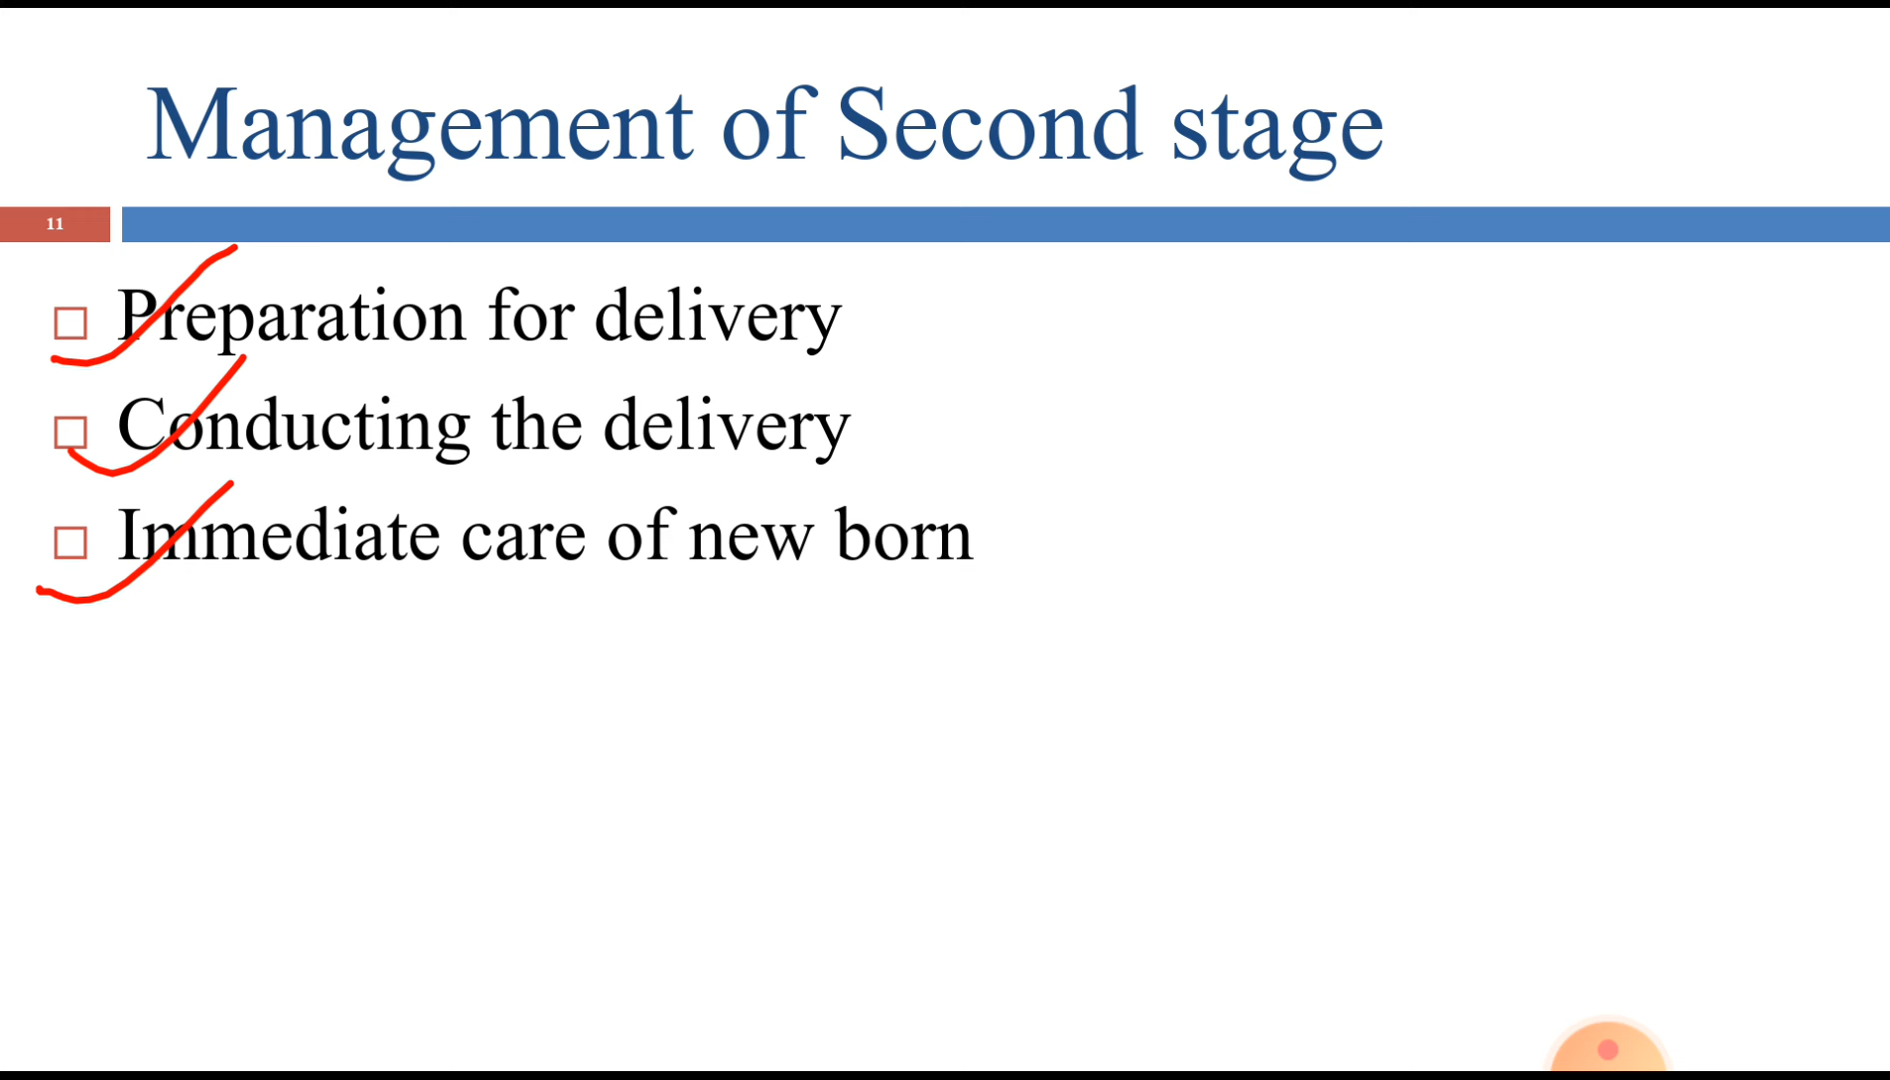 Management of Second stage
11
Preparation for delivery
Conducting the delivery
Immediate care of new born